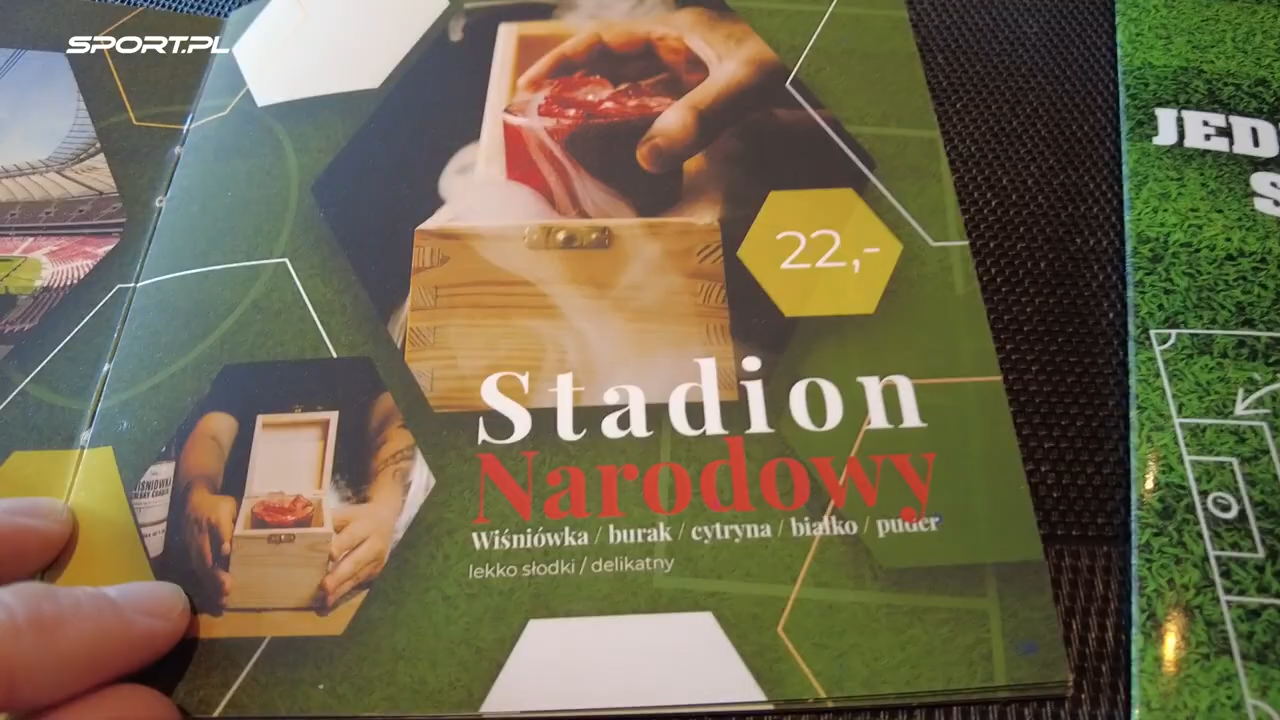 SPORT.PL
JED
S
22,-
Stadion
Narodowy
Wiśniówka / burak / cytryna / białko / puder
lekko słodki / delikatny